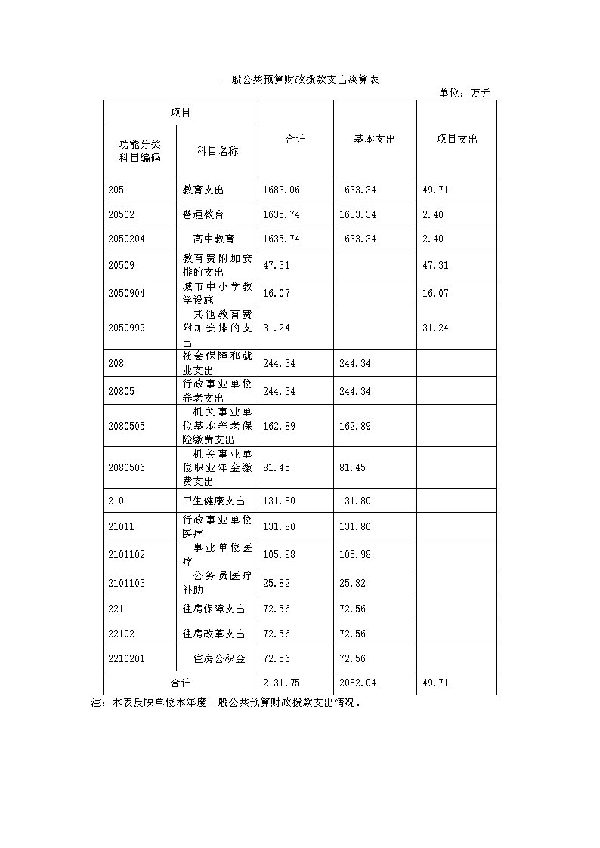 一般公共预算财政拨款支出决算表
单位：万元
项目
合计 基本支出 项目支出
功能分类
科目编码
科目名称
205 教育支出 1683.06 1633.34 49.71
20502 普通教育 1635.74 1633.34 2.40
2050204 高中教育 1635.74 1633.34 2.40
20509 教育费附加安
排的支出 47.31 47.31
2050904 城市中小学教
学设施 16.07 16.07
2050999 其他教育费
附加安排的支
出 31.24 31.24
208 社会保障和就
业支出 244.34 244.34
20805 行政事业单位
养老支出 244.34 244.34
2080505 机关事业单
位基本养老保
险缴费支出 162.89 162.89
2080506 机关事业单
位职业年金缴
费支出 81.45 81.45
210 卫生健康支出 131.80 131.80
21011 行政事业单位
医疗 131.80 131.80
2101102 事业单位医
疗 105.98 105.98
2101103 公务员医疗
补助 25.82 25.82
221 住房保障支出 72.56 72.56
22102 住房改革支出 72.56 72.56
2210201 住房公积金 72.56 72.56
合计 2131.75 2082.04 49.71
注：本表反映单位本年度一般公共预算财政拨款支出情况。